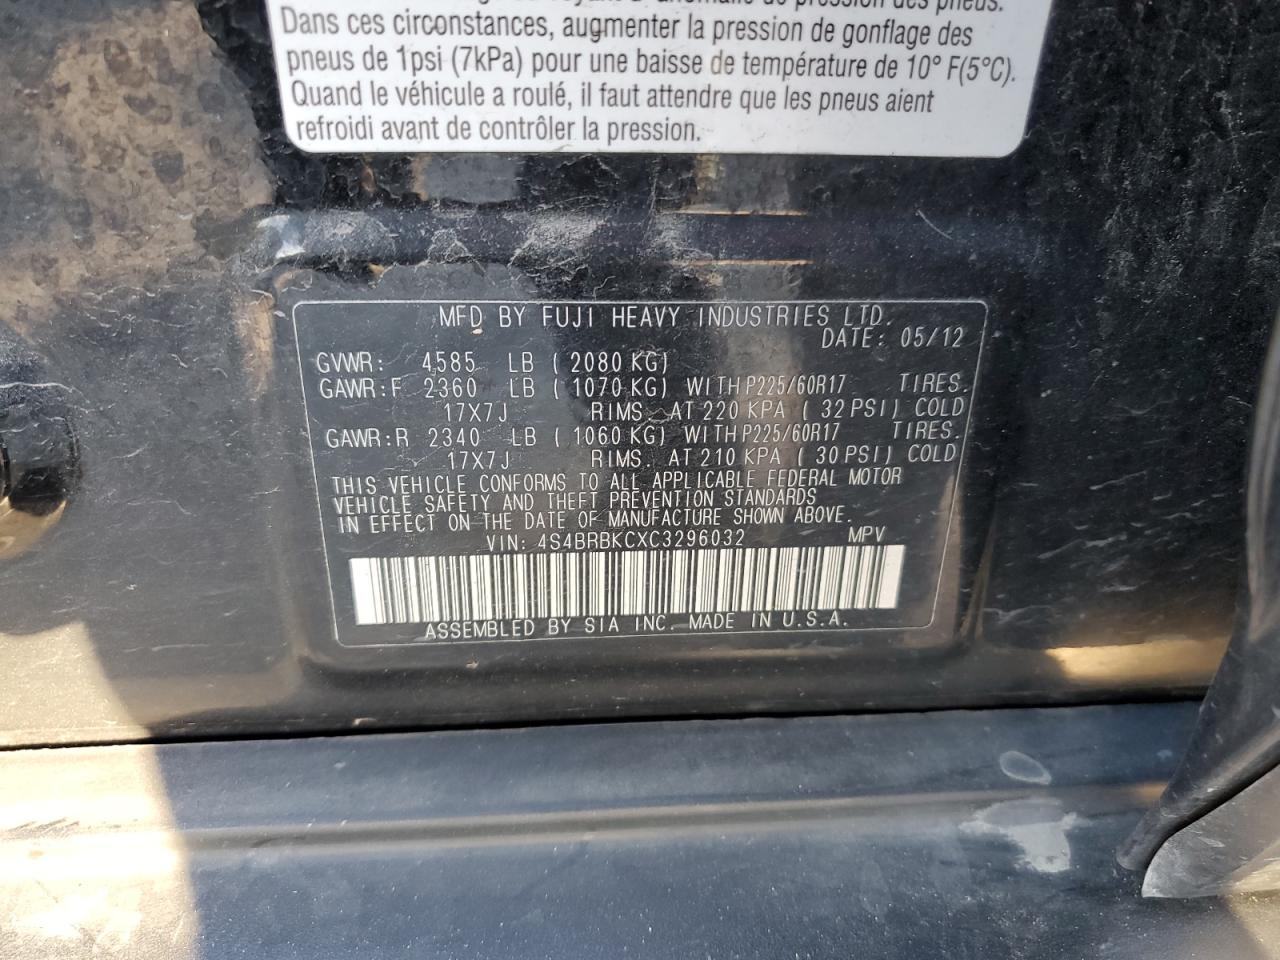 de pression des pneus.
Dans ces circonstances, augmenter la pression de gonflage des
pneus de 1psi (7kPa) pour une baisse de température de 10° F(5°C).
Quand le véhicule a roulé, il faut attendre que les pneus aient
refroidi avant de contrôler la pression.
MFD BY FUJI HEAVY INDUSTRIES LTD.
DATE: 05/12
GVWR: 4585 LB ( 2080 KG)
GAWR:F 2360 LB ( 1070 KG) WITH P225/60R17 TIRES.
17X7J RIMS. AT 220 KPA ( 32 PSI) COLD
GAWR:R 2340 LB ( 1060 KG) WITH P225/60R17 TIRES.
17X7J RIMS. AT 210 KPA ( 30 PSI) COLD
THIS VEHICLE CONFORMS TO ALL APPLICABLE FEDERAL MOTOR
VEHICLE SAFETY AND THEFT PREVENTION STANDARDS
IN EFFECT ON THE DATE OF MANUFACTURE SHOWN ABOVE.
VIN: 4S4BRBKCXC3296032 MPV
ASSEMBLED BY SIA INC. MADE IN U.S.A.